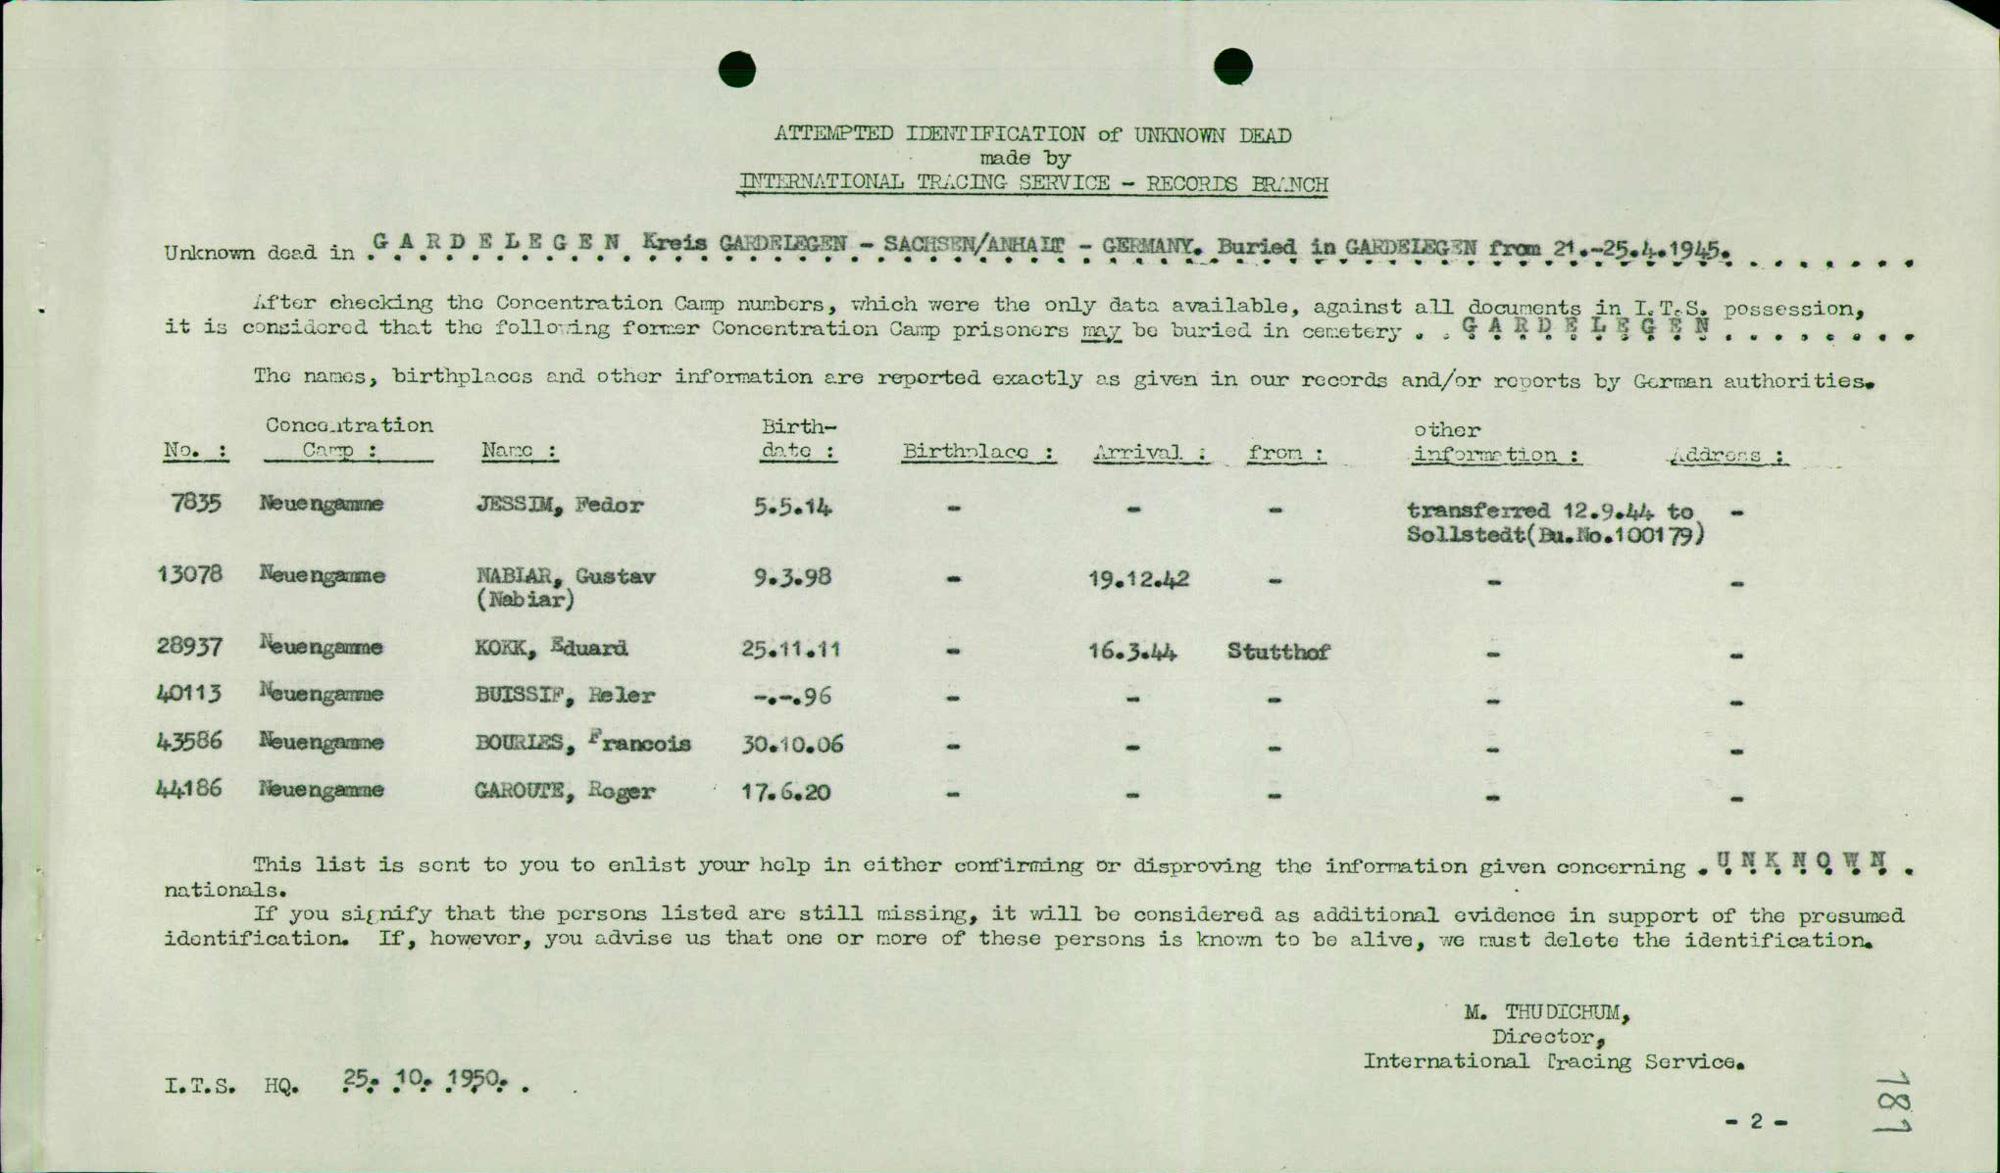 ATTEMPTED IDENTIFICATION of UNKNOWN DEAD
made by
INTERNATIONAL TRACING SERVICE - RECORDS BRANCH
Unknown dead in GARDELEGEN Kreis GARDELEGEN - SACHSEN/ANHALT - GERMANY. Buried in GARDELEGEN from 21.-25.4.1945.
After checking the Concentration Camp numbers, which were the only data available, against all documents in I.T.S. possession,
it is considered that the following former Concentration Camp prisoners may be buried in cemetery . . GARDELEGEN
The names, birthplaces and other information are reported exactly as given in our records and/or reports by German authorities.
No. : Concentration Camp : Name : Birth-date : Birthplace : Arrival : from : other information : Address :
7835 Neuengamme JESSIM, Fedor 5.5.14 - - - transferred 12.9.44 to -
Sollstedt(Bu.No.100179)
13078 Neuengamme NABIAR, Gustav 9.3.98 - 19.12.42 - - -
(Nabiar)
28937 Neuengamme KOKK, Eduard 25.11.11 - 16.3.44 Stutthof - -
40113 Neuengamme BUISSIF, Reler -.-.96 - - - - -
43586 Neuengamme BOURLES, Francois 30.10.06 - - - - -
44186 Neuengamme GAROUTE, Roger 17.6.20 - - - - -
This list is sent to you to enlist your help in either confirming or disproving the information given concerning . UNKNOWN .
nationals.
If you signify that the persons listed are still missing, it will be considered as additional evidence in support of the presumed
identification. If, however, you advise us that one or more of these persons is known to be alive, we must delete the identification.
M. THUDICHUM,
Director,
International Tracing Service.
I.T.S. HQ. 25. 10. 1950. .
- 2 -
187